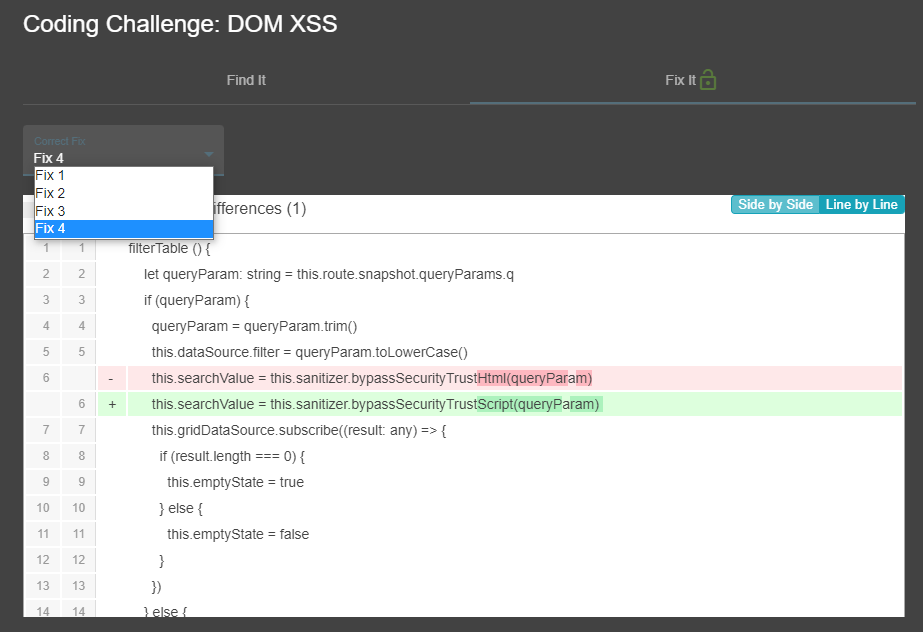 Coding Challenge: DOM XSS
Find It
Fix It
Correct Fix
Fix 4
Fix 1
Fix 2
Fix 3
Fix 4
ifferences (1)
Side by Side Line by Line
1 1 filterTable () {
2 2 let queryParam: string = this.route.snapshot.queryParams.q
3 3 if (queryParam) {
4 4 queryParam = queryParam.trim()
5 5 this.dataSource.filter = queryParam.toLowerCase()
6 - this.searchValue = this.sanitizer.bypassSecurityTrustHtml(queryParam)
6 + this.searchValue = this.sanitizer.bypassSecurityTrustScript(queryParam)
7 7 this.gridDataSource.subscribe((result: any) => {
8 8 if (result.length === 0) {
9 9 this.emptyState = true
10 10 } else {
11 11 this.emptyState = false
12 12 }
13 13 })
14 14 } else {